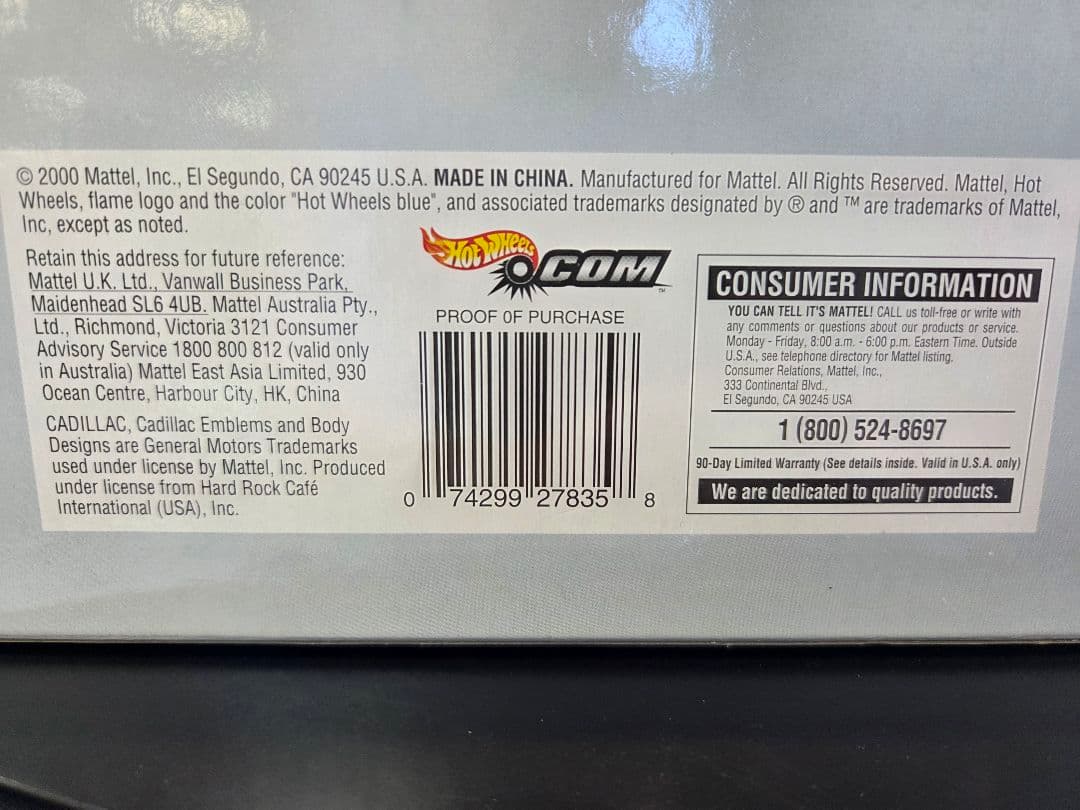 © 2000 Mattel, Inc., El Segundo, CA 90245 U.S.A. MADE IN CHINA. Manufactured for Mattel. All Rights Reserved. Mattel, Hot
Wheels, flame logo and the color "Hot Wheels blue", and associated trademarks designated by ® and ™ are trademarks of Mattel,
Inc, except as noted.
Retain this address for future reference:
Mattel U.K. Ltd., Vanwall Business Park,
Maidenhead SL6 4UB. Mattel Australia Pty.,
Ltd., Richmond, Victoria 3121 Consumer
Advisory Service 1800 800 812 (valid only
in Australia) Mattel East Asia Limited, 930
Ocean Centre, Harbour City, HK, China
CADILLAC, Cadillac Emblems and Body
Designs are General Motors Trademarks
used under license by Mattel, Inc. Produced
under license from Hard Rock Café
International (USA), Inc.
Hot Wheels .COM ™
PROOF OF PURCHASE
0 74299 27835 8
CONSUMER INFORMATION
YOU CAN TELL IT'S MATTEL! CALL us toll-free or write with
any comments or questions about our products or service.
Monday - Friday, 8:00 a.m. - 6:00 p.m. Eastern Time. Outside
U.S.A., see telephone directory for Mattel listing.
Consumer Relations, Mattel, Inc.,
333 Continental Blvd.,
El Segundo, CA 90245 USA
1 (800) 524-8697
90-Day Limited Warranty (See details inside. Valid in U.S.A. only)
We are dedicated to quality products.